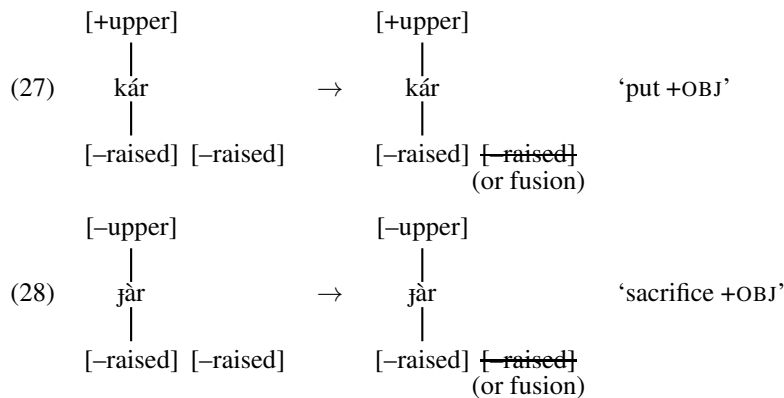 [+upper] [+upper]
(27) kár → kár ‘put +OBJ’
[–raised] [–raised] [–raised] [–raised]
(or fusion)
[–upper] [–upper]
(28) ɟàr → ɟàr ‘sacrifice +OBJ’
[–raised] [–raised] [–raised] [–raised]
(or fusion)